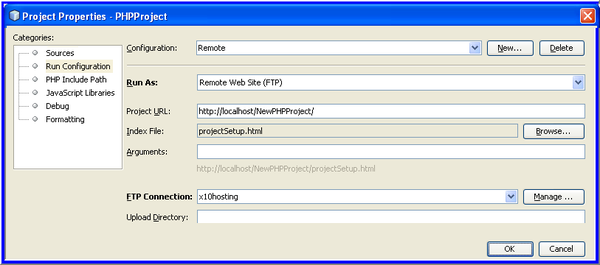 Project Properties - PHPProject
Categories:
Sources
Run Configuration
PHP Include Path
JavaScript Libraries
Debug
Formatting
Configuration: Remote New... Delete
Run As: Remote Web Site (FTP)
Project URL: http://localhost/NewPHPProject/
Index File: projectSetup.html Browse...
Arguments:
http://localhost/NewPHPProject/projectSetup.html
FTP Connection: x10hosting Manage ...
Upload Directory:
OK Cancel